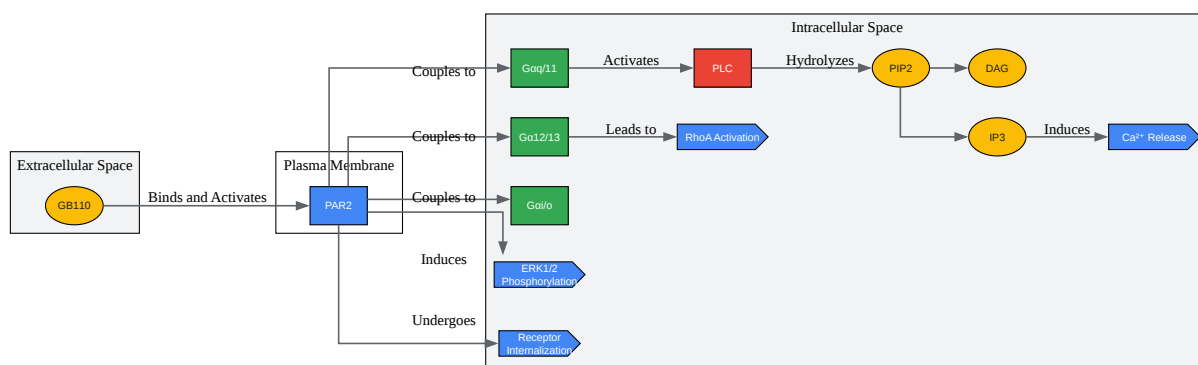 Intracellular Space
Couples to
Gαq/11
Activates
PLC
Hydrolyzes
PIP2
DAG
Couples to
Gα12/13
Leads to
RhoA Activation
IP3
Induces
Ca²⁺ Release
Extracellular Space
GB110
Binds and Activates
Plasma Membrane
PAR2
Couples to
Gαi/o
Induces
ERK1/2
Phosphorylation
Undergoes
Receptor
Internalization